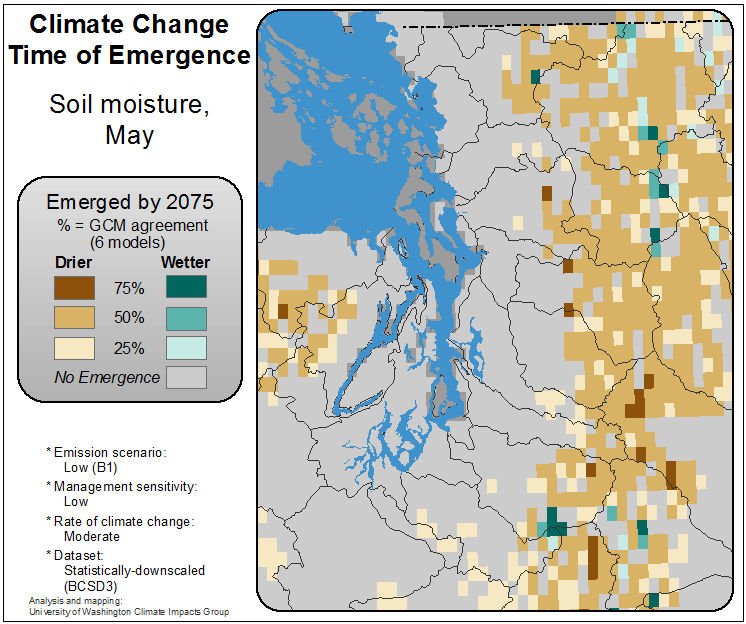 Climate Change
Time of Emergence
Soil moisture,
May
Emerged by 2075
% = GCM agreement
(6 models)
Drier Wetter
75%
50%
25%
No Emergence
* Emission scenario:
Low (B1)
* Management sensitivity:
Low
* Rate of climate change:
Moderate
* Dataset:
Statistically-downscaled
(BCSD3)
Analysis and mapping:
University of Washington Climate Impacts Group